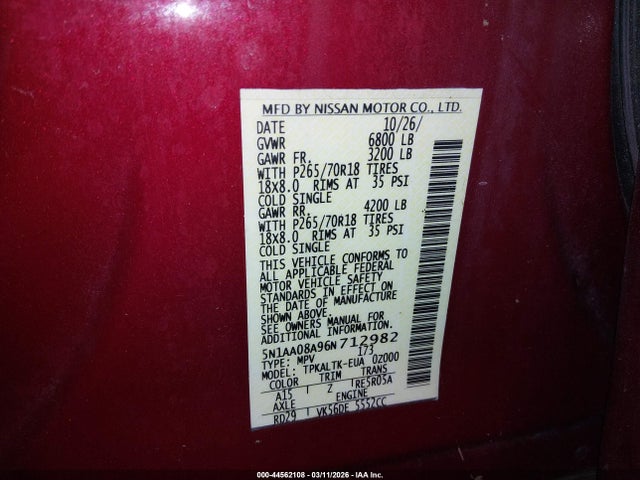 MFD BY NISSAN MOTOR CO., LTD.
DATE 10/26/
GVWR 6800 LB
GAWR FR. 3200 LB
WITH P265/70R18 TIRES
18x8.0 RIMS AT 35 PSI
COLD SINGLE
GAWR RR. 4200 LB
WITH P265/70R18 TIRES
18x8.0 RIMS AT 35 PSI
COLD SINGLE
THIS VEHICLE CONFORMS TO
ALL APPLICABLE FEDERAL
MOTOR VEHICLE SAFETY
STANDARDS IN EFFECT ON
THE DATE OF MANUFACTURE
SHOWN ABOVE.
SEE OWNERS MANUAL FOR
ADDITIONAL INFORMATION.
5N1AA08A96N712982
TYPE: MPV 173
MODEL: TPKALTK-EUA 0Z000
COLOR TRIM TRANS
A15 Z RE5R05A
AXLE ENGINE
RD29 VK56DE 5552CC
000-44562108 - 03/11/2026 - IAA Inc.